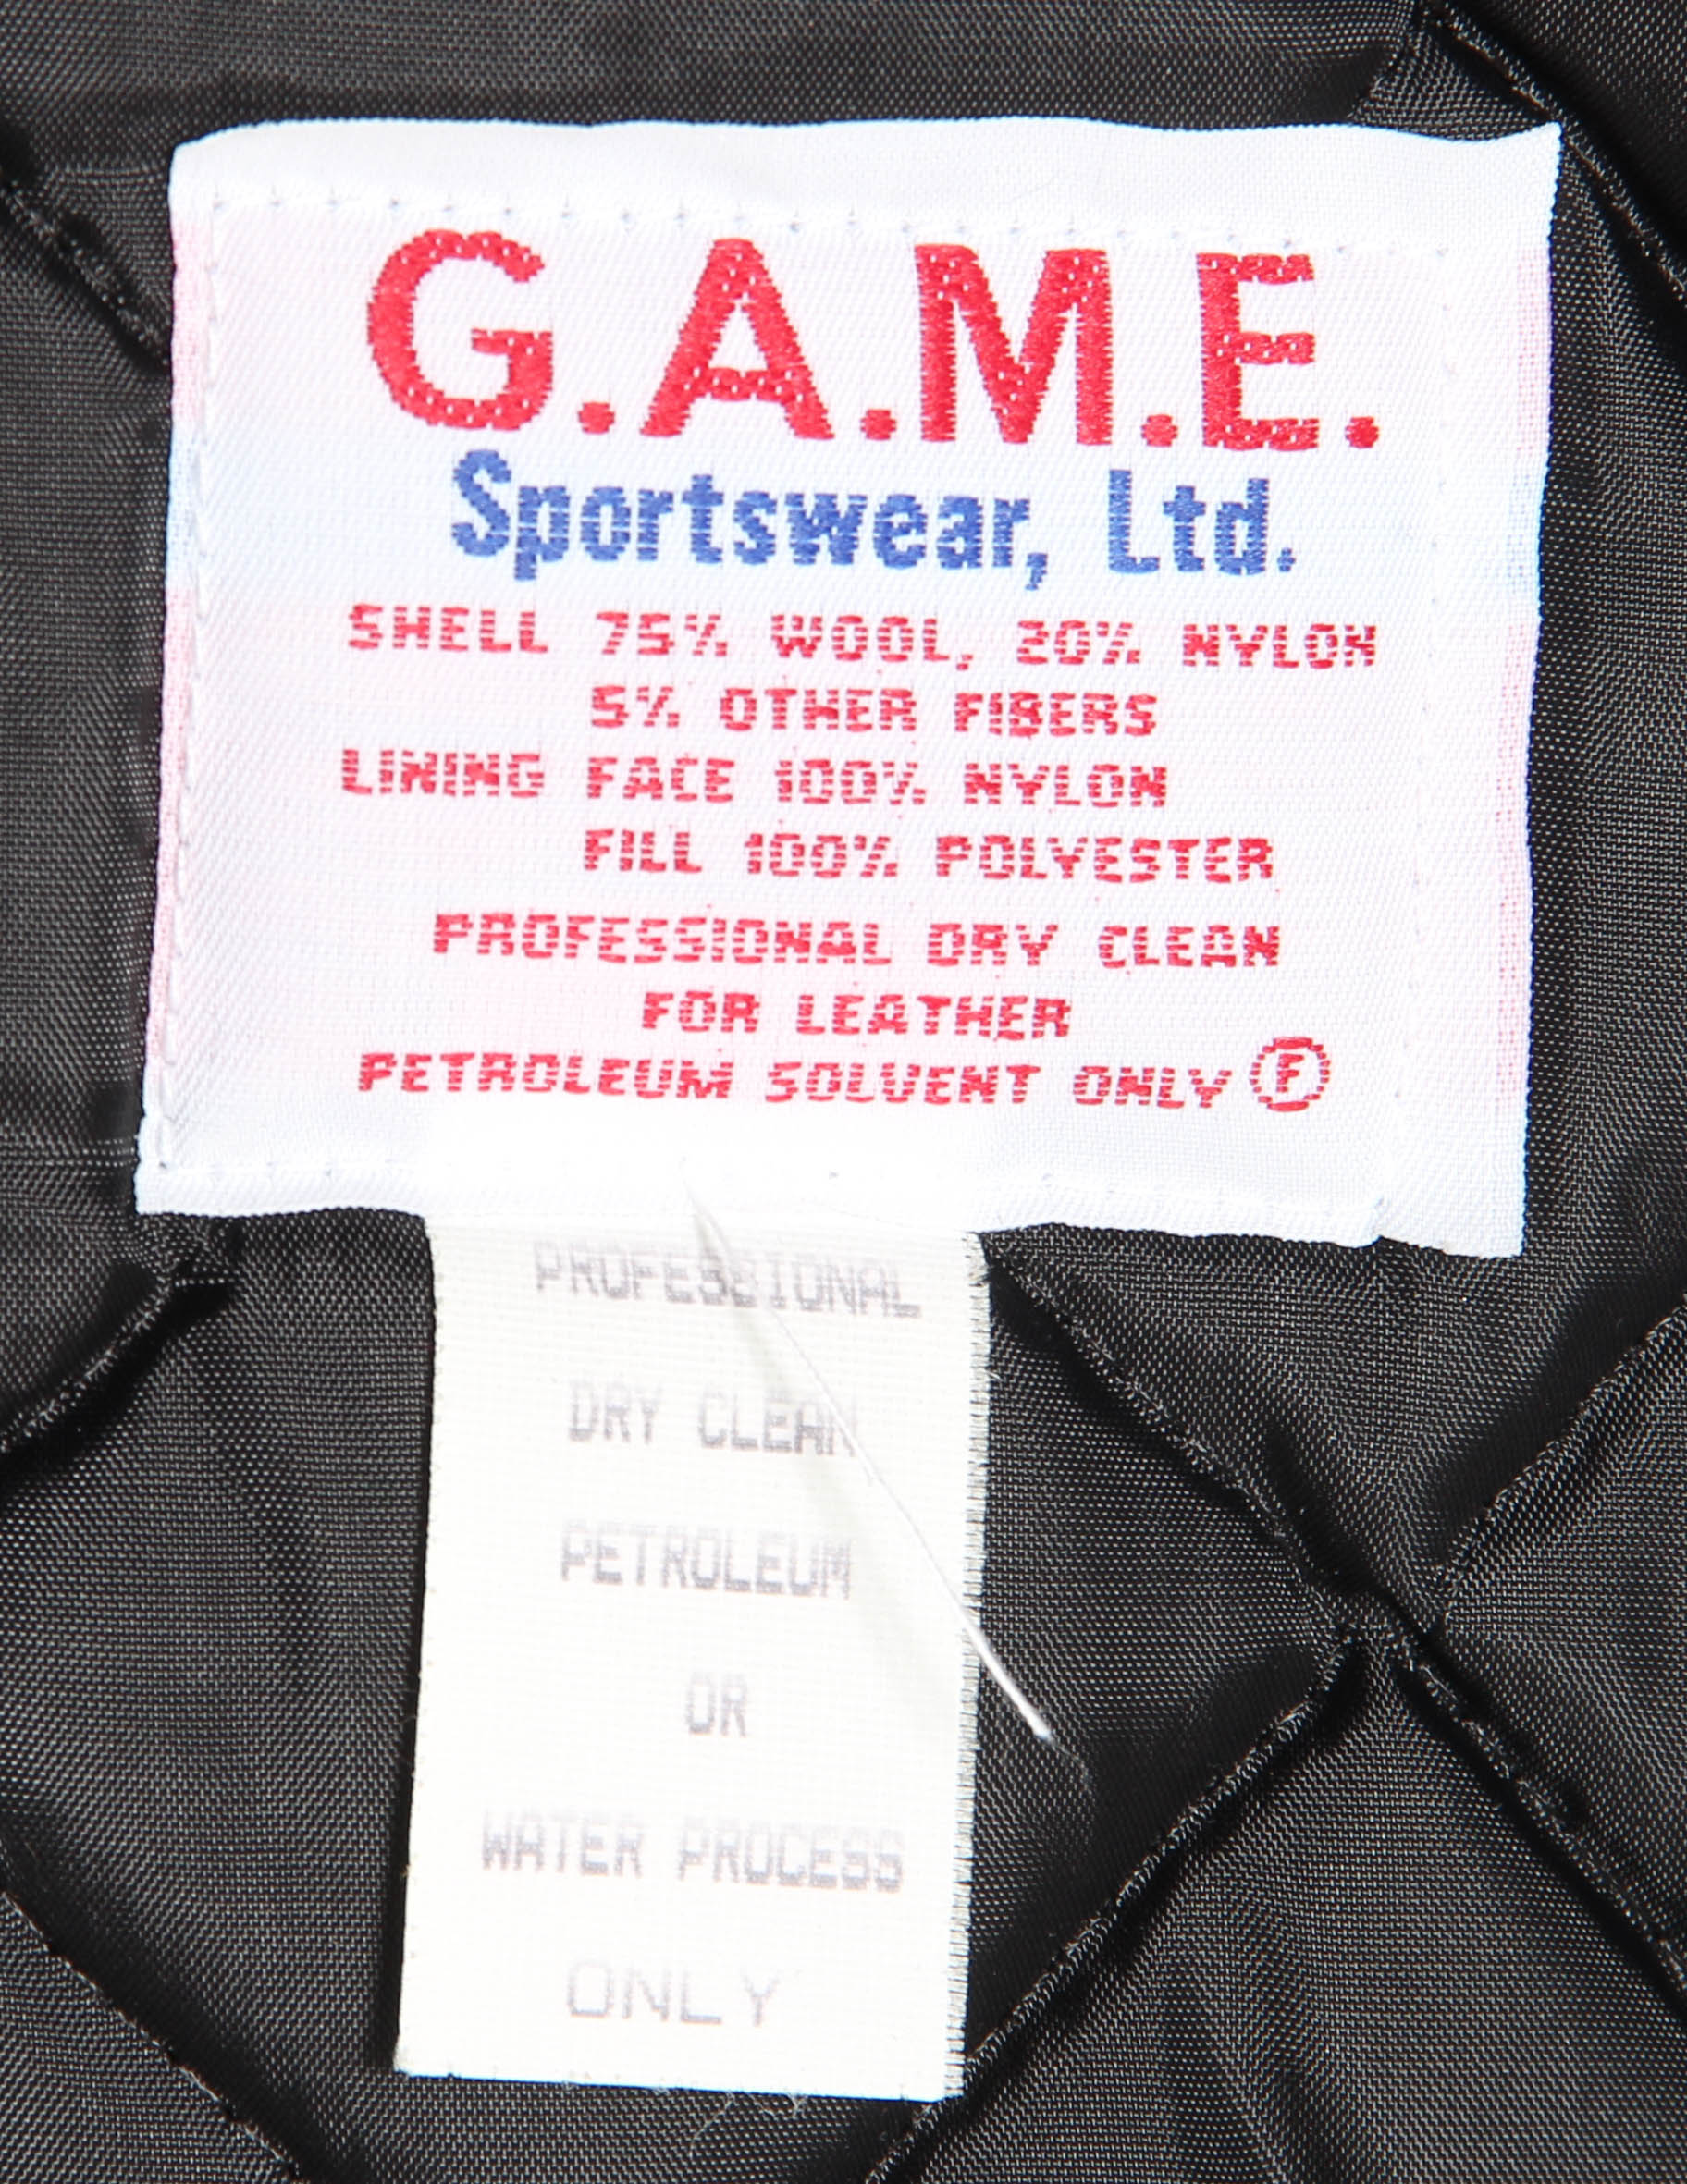 G.A.M.E.
Sportswear, Ltd.
SHELL 75% WOOL, 20% NYLON
5% OTHER FIBERS
LINING FACE 100% NYLON
FILL 100% POLYESTER
PROFESSIONAL DRY CLEAN
FOR LEATHER
PETROLEUM SOLVENT ONLY Ⓕ
PROFESSIONAL
DRY CLEAN
PETROLEUM
OR
WATER PROCESS
ONLY